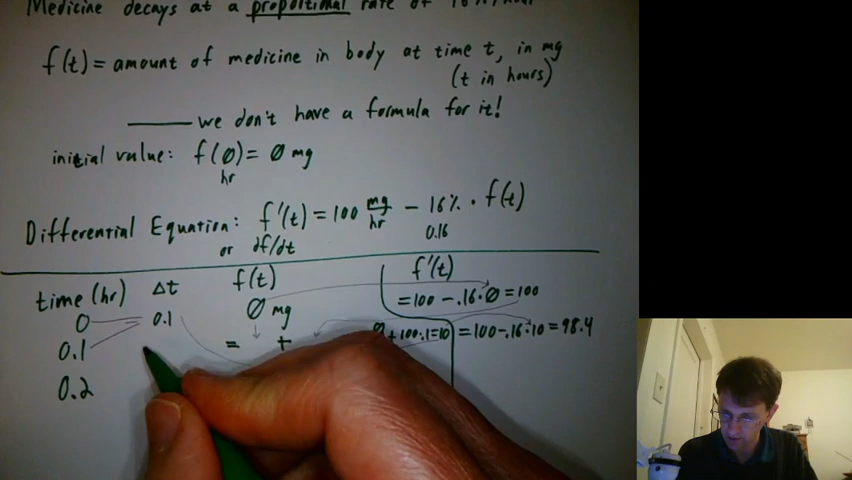 Medicine decays at a proportional rate of 16%/hour
f(t) = amount of medicine in body at time t, in mg
(t in hours)
we don't have a formula for it!
initial value: f(0) = 0 mg
hr
Differential Equation: f'(t) = 100 mg/hr - 16% · f(t)
or df/dt 0.16
time (hr) Δt f(t) f'(t)
0 0.1 0 mg = 100 - .16·0 = 100
0.1 = + 0 + 100·.1 = 10 = 100 - .16·10 = 98.4
0.2